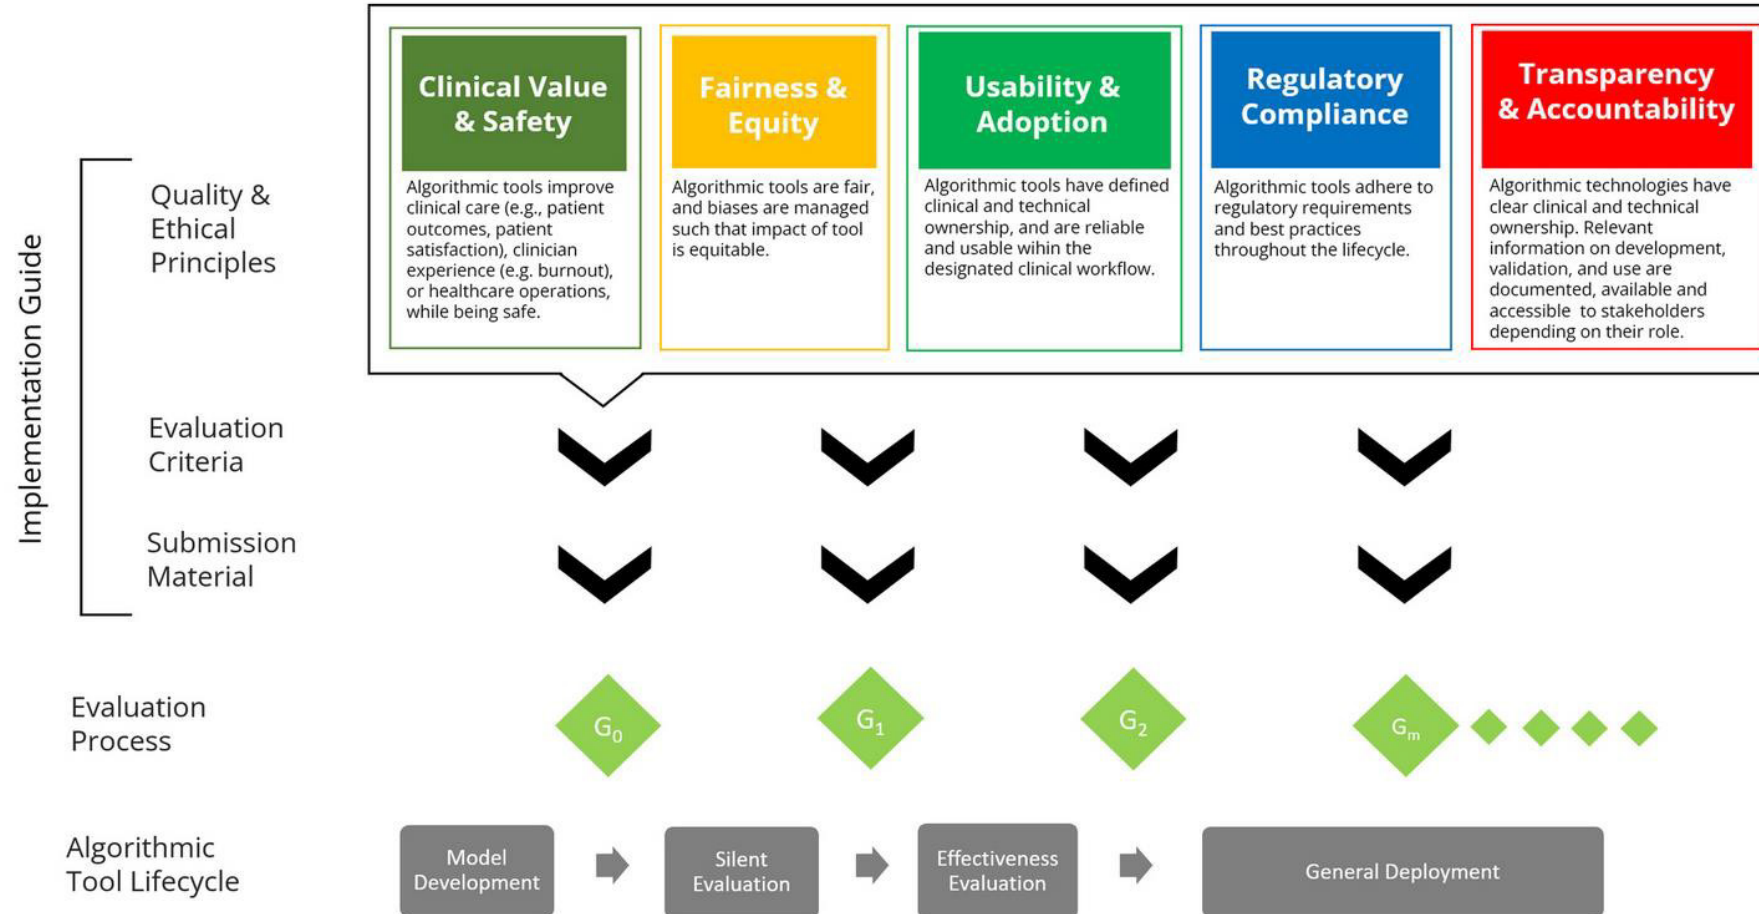 Clinical Value
& Safety
Algorithmic tools improve
clinical care (e.g., patient
outcomes, patient
satisfaction), clinician
experience (e.g. burnout),
or healthcare operations,
while being safe.
Fairness &
Equity
Algorithmic tools are fair,
and biases are managed
such that impact of tool
is equitable.
Usability &
Adoption
Algorithmic tools have defined
clinical and technical
ownership, and are reliable
and usable wihin the
designated clinical workflow.
Regulatory
Compliance
Algorithmic tools adhere to
regulatory requirements
and best practices
throughout the lifecycle.
Transparency
& Accountability
Algorithmic technologies have
clear clinical and technical
ownership. Relevant
information on development,
validation, and use are
documented, available and
accessible to stakeholders
depending on their role.
Implementation Guide
Quality &
Ethical
Principles
Evaluation
Criteria
Submission
Material
Evaluation
Process
G0
G1
G2
Gm
Algorithmic
Tool Lifecycle
Model
Development
Silent
Evaluation
Effectiveness
Evaluation
General Deployment